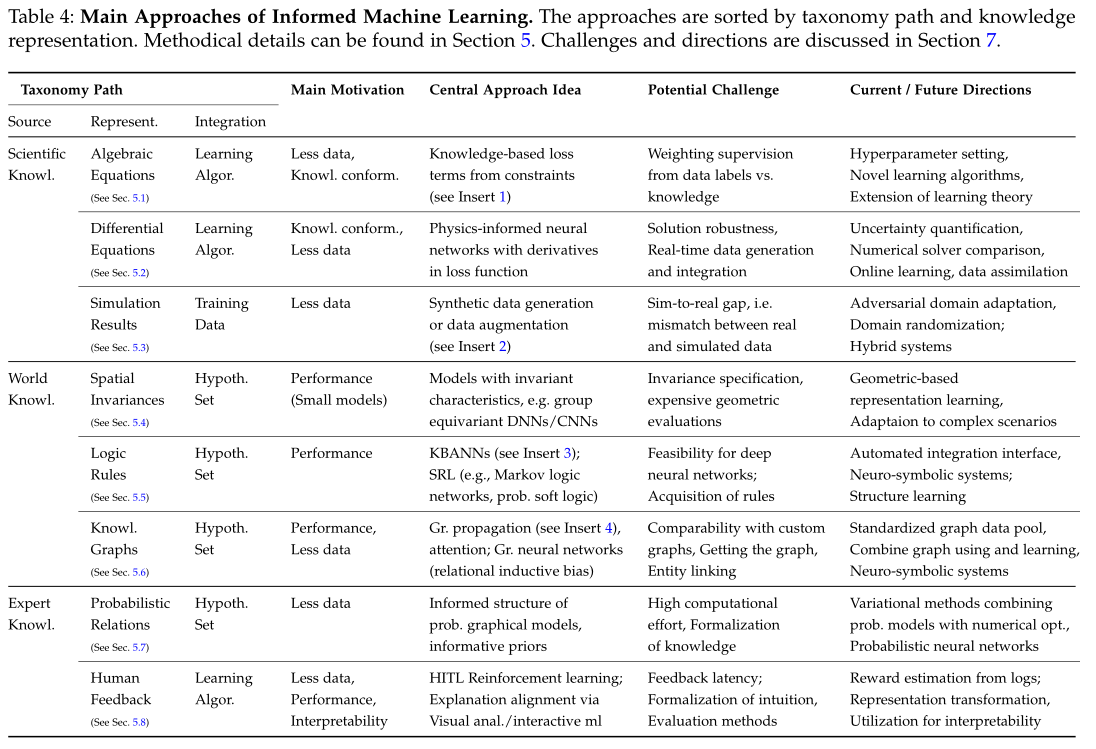 Table 4: Main Approaches of Informed Machine Learning. The approaches are sorted by taxonomy path and knowledge
representation. Methodical details can be found in Section 5. Challenges and directions are discussed in Section 7.
Taxonomy Path Main Motivation Central Approach Idea Potential Challenge Current / Future Directions
Source Represent. Integration
Scientific Algebraic Learning Less data, Knowledge-based loss Weighting supervision Hyperparameter setting,
Knowl. Equations Algor. Knowl. conform. terms from constraints from data labels vs. Novel learning algorithms,
(See Sec. 5.1) (see Insert 1) knowledge Extension of learning theory
Differential Learning Knowl. conform., Physics-informed neural Solution robustness, Uncertainty quantification,
Equations Algor. Less data networks with derivatives Real-time data generation Numerical solver comparison,
(See Sec. 5.2) in loss function and integration Online learning, data assimilation
Simulation Training Less data Synthetic data generation Sim-to-real gap, i.e. Adversarial domain adaptation,
Results Data or data augmentation mismatch between real Domain randomization;
(See Sec. 5.3) (see Insert 2) and simulated data Hybrid systems
World Spatial Hypoth. Performance Models with invariant Invariance specification, Geometric-based
Knowl. Invariances Set (Small models) characteristics, e.g. group expensive geometric representation learning,
(See Sec. 5.4) equivariant DNNs/CNNs evaluations Adaptaion to complex scenarios
Logic Hypoth. Performance KBANNs (see Insert 3); Feasibility for deep Automated integration interface,
Rules Set SRL (e.g., Markov logic neural networks; Neuro-symbolic systems;
(See Sec. 5.5) networks, prob. soft logic) Acquisition of rules Structure learning
Knowl. Hypoth. Performance, Gr. propagation (see Insert 4), Comparability with custom Standardized graph data pool,
Graphs Set Less data attention; Gr. neural networks graphs, Getting the graph, Combine graph using and learning,
(See Sec. 5.6) (relational inductive bias) Entity linking Neuro-symbolic systems
Expert Probabilistic Hypoth. Less data Informed structure of High computational Variational methods combining
Knowl. Relations Set prob. graphical models, effort, Formalization prob. models with numerical opt.,
(See Sec. 5.7) informative priors of knowledge Probabilistic neural networks
Human Learning Less data, HITL Reinforcement learning; Feedback latency; Reward estimation from logs;
Feedback Algor. Performance, Explanation alignment via Formalization of intuition, Representation transformation,
(See Sec. 5.8) Interpretability Visual anal./interactive ml Evaluation methods Utilization for interpretability